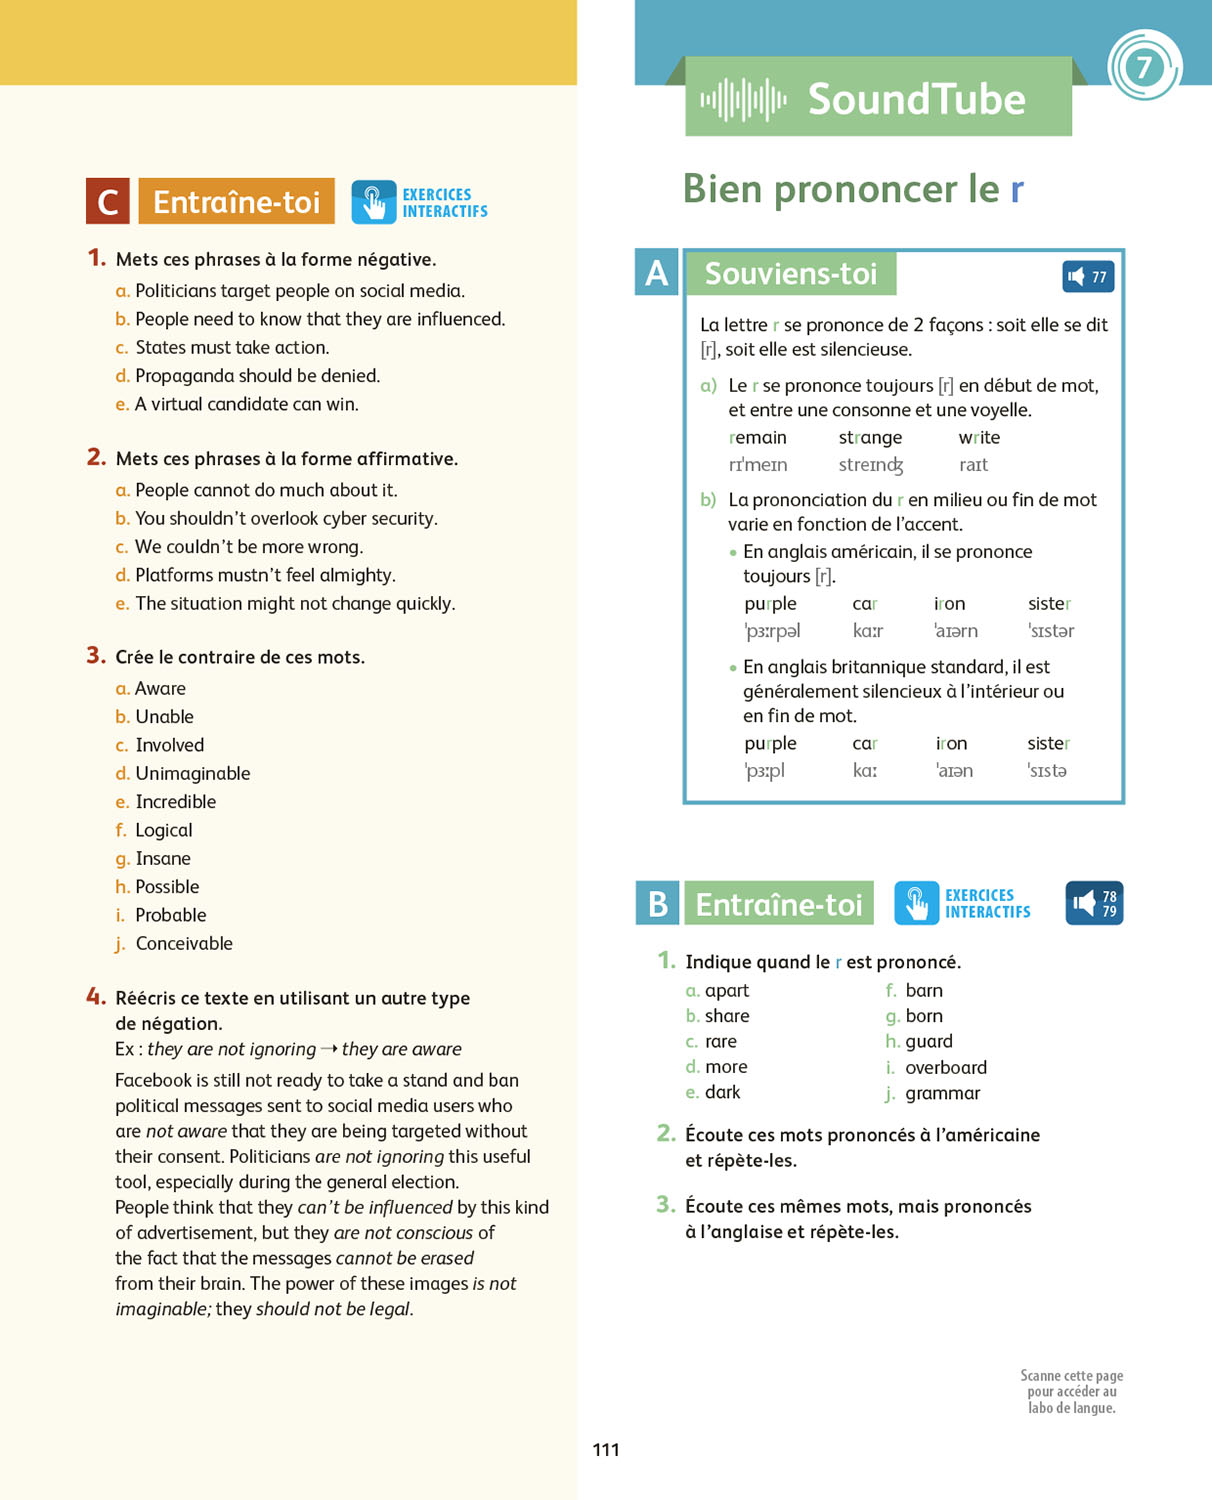 C Entraîne-toi
EXERCICES
INTERACTIFS
1. Mets ces phrases à la forme négative.
a. Politicians target people on social media.
b. People need to know that they are influenced.
c. States must take action.
d. Propaganda should be denied.
e. A virtual candidate can win.
2. Mets ces phrases à la forme affirmative.
a. People cannot do much about it.
b. You shouldn't overlook cyber security.
c. We couldn't be more wrong.
d. Platforms mustn't feel almighty.
e. The situation might not change quickly.
3. Crée le contraire de ces mots.
a. Aware
b. Unable
c. Involved
d. Unimaginable
e. Incredible
f. Logical
g. Insane
h. Possible
i. Probable
j. Conceivable
4. Réécris ce texte en utilisant un autre type
de négation.
Ex : they are not ignoring → they are aware
Facebook is still not ready to take a stand and ban
political messages sent to social media users who
are not aware that they are being targeted without
their consent. Politicians are not ignoring this useful
tool, especially during the general election.
People think that they can't be influenced by this kind
of advertisement, but they are not conscious of
the fact that the messages cannot be erased
from their brain. The power of these images is not
imaginable; they should not be legal.
7
SoundTube
Bien prononcer le r
A Souviens-toi
77
La lettre r se prononce de 2 façons : soit elle se dit
[r], soit elle est silencieuse.
a) Le r se prononce toujours [r] en début de mot,
et entre une consonne et une voyelle.
remain strange write
rɪˈmeɪn streɪnʤ raɪt
b) La prononciation du r en milieu ou fin de mot
varie en fonction de l'accent.
• En anglais américain, il se prononce
toujours [r].
purple car iron sister
ˈpɜːrpəl kɑːr ˈaɪərn ˈsɪstər
• En anglais britannique standard, il est
généralement silencieux à l'intérieur ou
en fin de mot.
purple car iron sister
ˈpɜːpl kɑː ˈaɪən ˈsɪstə
B Entraîne-toi
EXERCICES
INTERACTIFS
78
79
1. Indique quand le r est prononcé.
a. apart
b. share
c. rare
d. more
e. dark
f. barn
g. born
h. guard
i. overboard
j. grammar
2. Écoute ces mots prononcés à l'américaine
et répète-les.
3. Écoute ces mêmes mots, mais prononcés
à l'anglaise et répète-les.
Scanne cette page
pour accéder au
labo de langue.
111